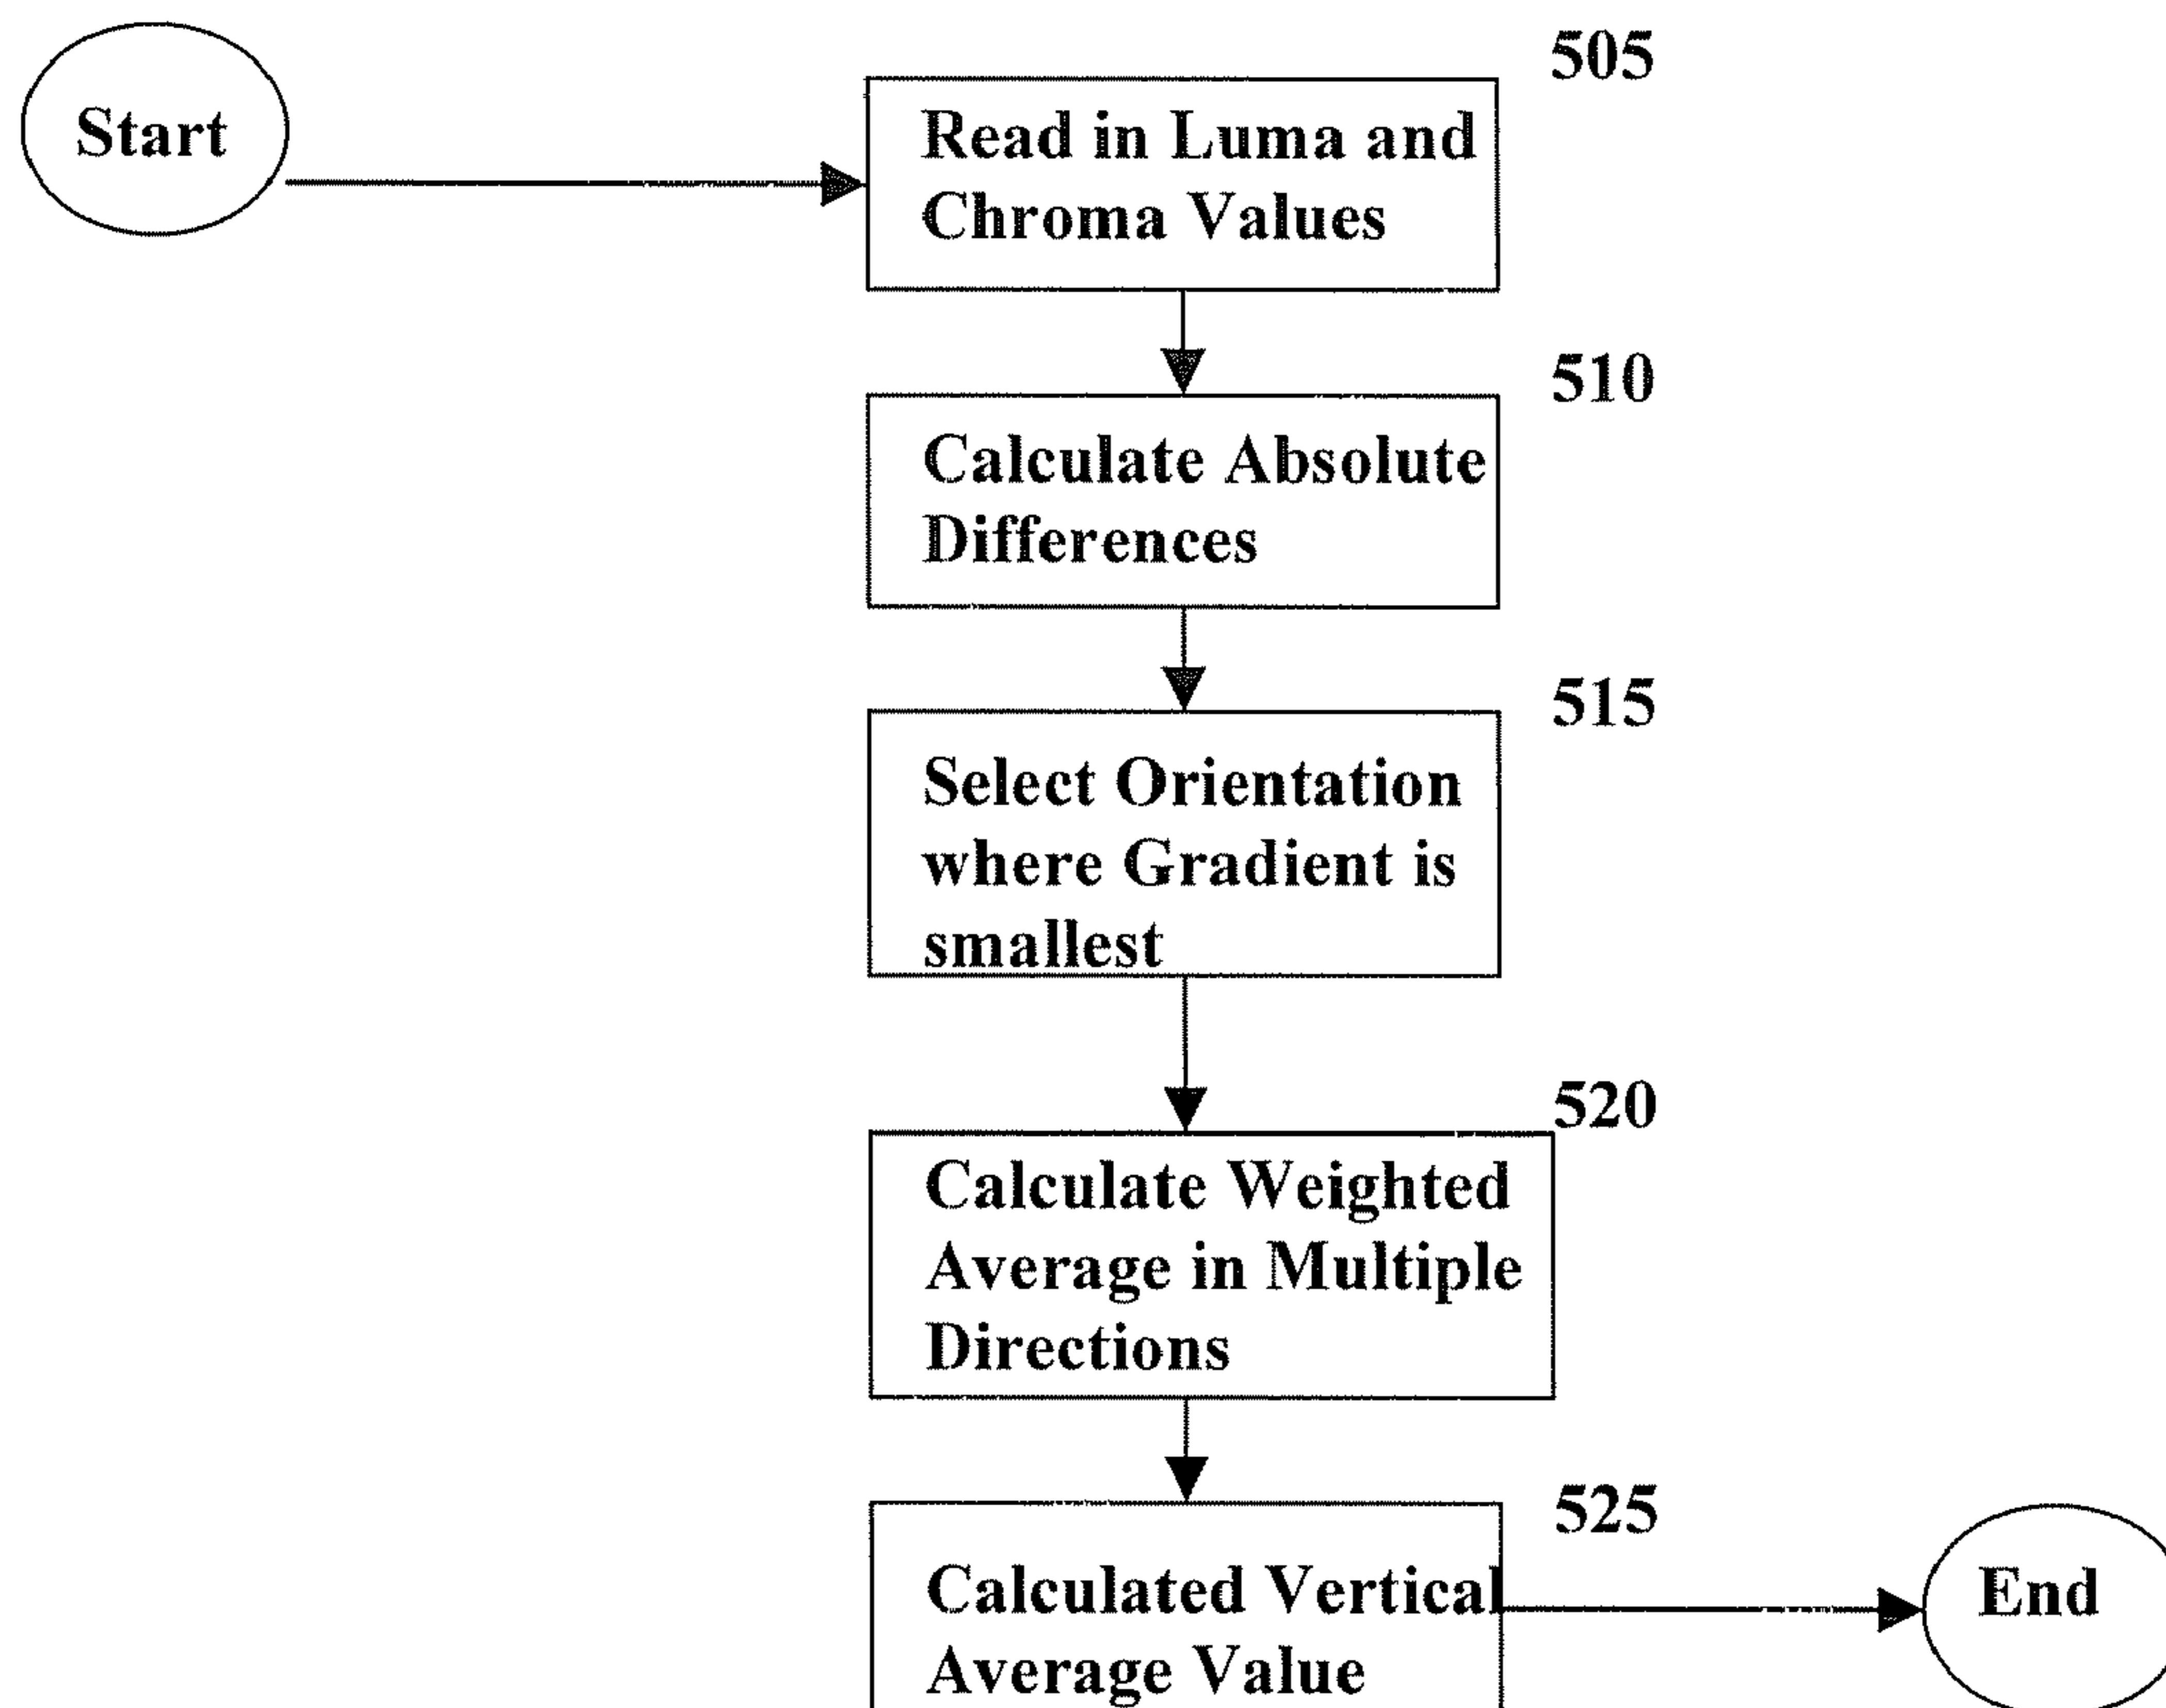 Start
505
Read in Luma and
Chroma Values
510
Calculate Absolute
Differences
515
Select Orientation
where Gradient is
smallest
520
Calculate Weighted
Average in Multiple
Directions
525
Calculated Vertical
Average Value
End